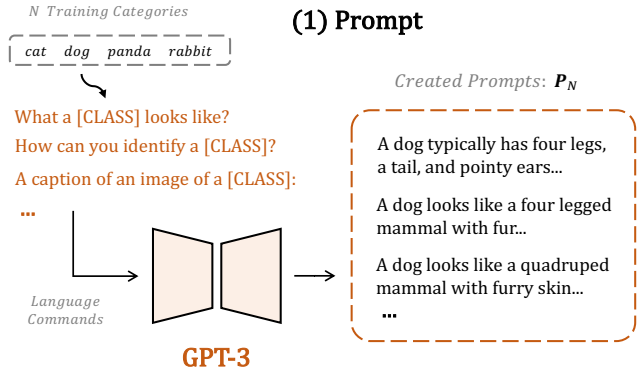 N Training Categories
(1) Prompt
cat dog panda rabbit
Created Prompts: P_N
What a [CLASS] looks like?
How can you identify a [CLASS]?
A caption of an image of a [CLASS]:
...
A dog typically has four legs,
a tail, and pointy ears...
A dog looks like a four legged
mammal with fur...
A dog looks like a quadruped
mammal with furry skin...
...
Language
Commands
GPT-3